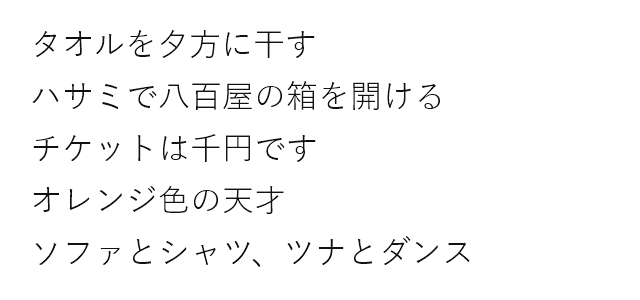 タオルを夕方に干す
ハサミで八百屋の箱を開ける
チケットは千円です
オレンジ色の天才
ソファとシャツ、ツナとダンス